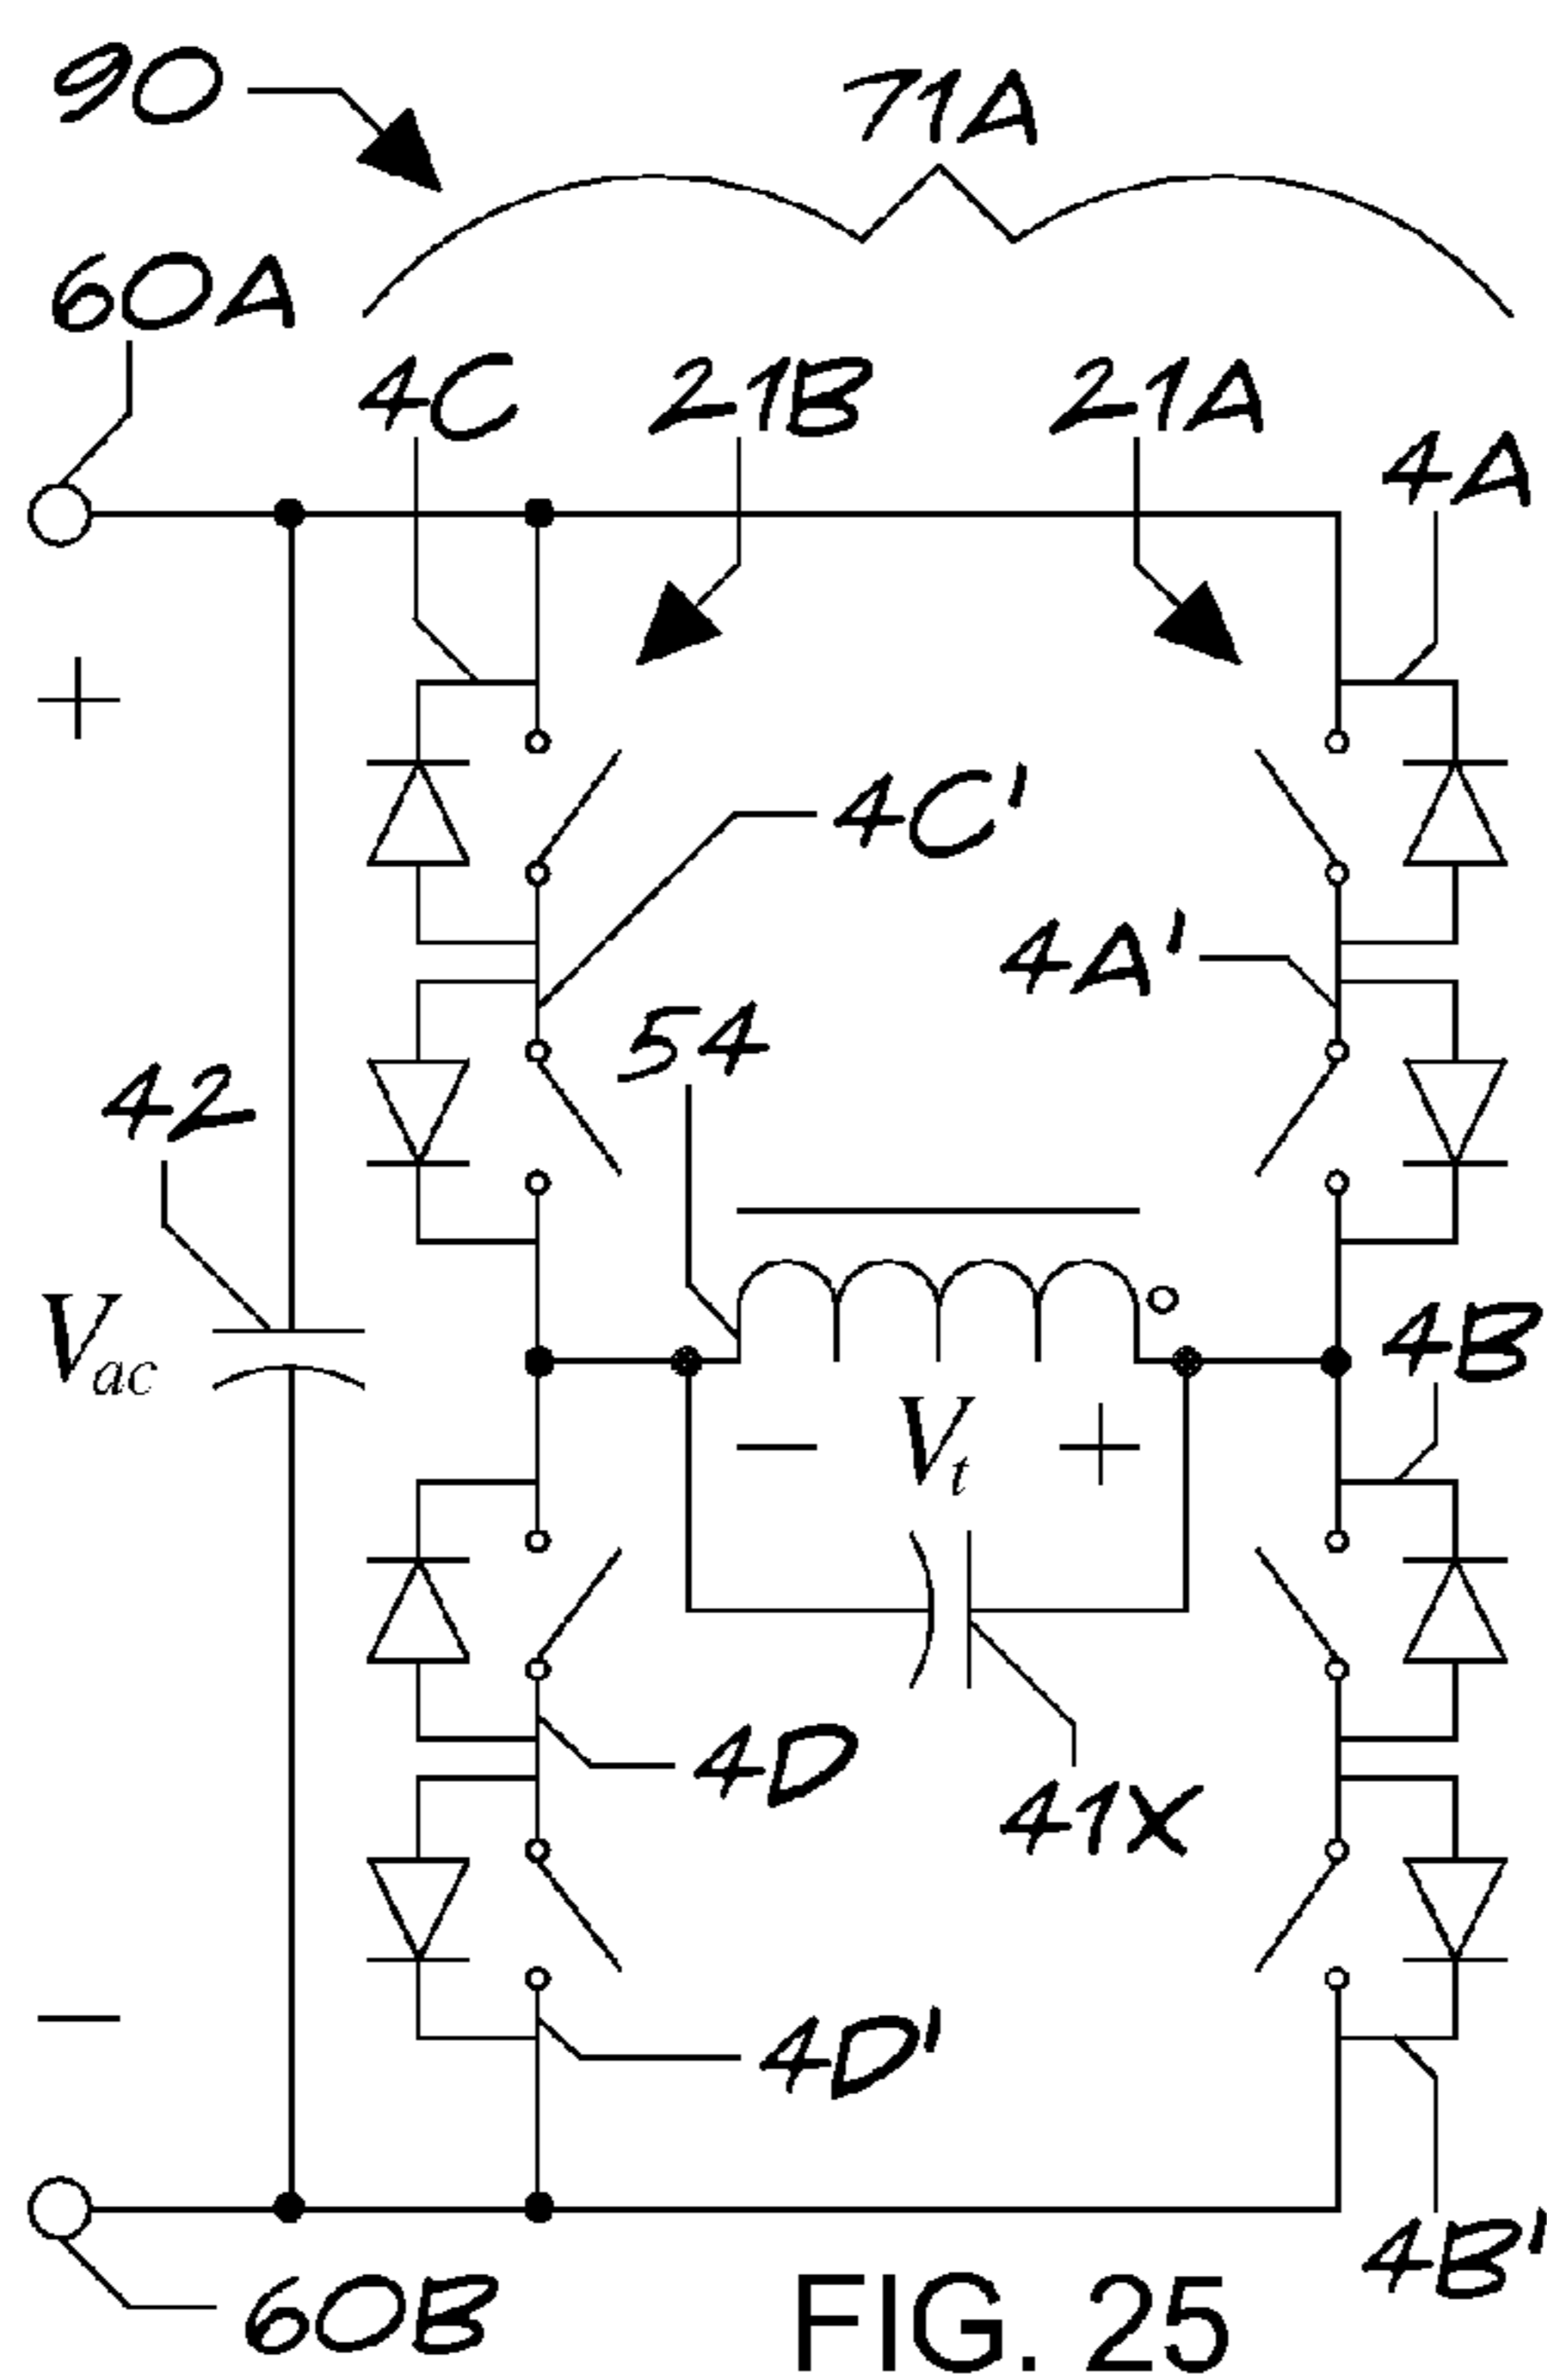 90
71A
60A
4C
21B
21A
4A
+
4C'
4A'
54
42
Vac
4B
− Vt +
4D
41X
−
4D'
4B'
60B
FIG. 25